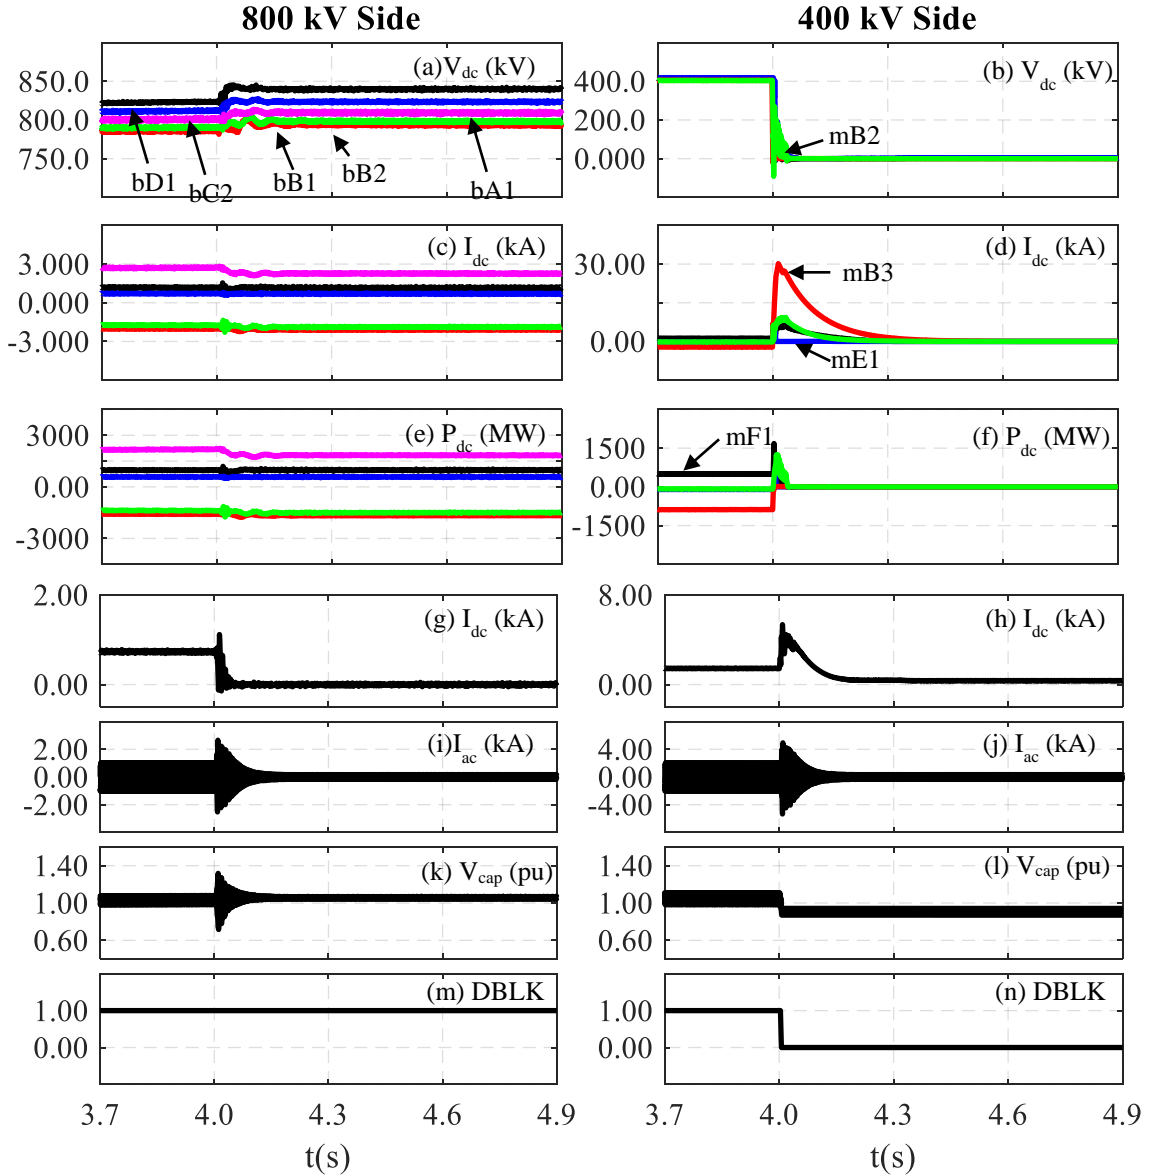 800 kV Side
400 kV Side
(a)V_dc (kV)
850.0
800.0
750.0
bD1
bC2
bB1
bB2
bA1
(b) V_dc (kV)
400.0
200.0
0.000
mB2
(c) I_dc (kA)
3.000
0.000
-3.000
(d) I_dc (kA)
30.00
0.00
mB3
mE1
(e) P_dc (MW)
3000
0.00
-3000
(f) P_dc (MW)
1500
0.00
-1500
mF1
(g) I_dc (kA)
2.00
0.00
(h) I_dc (kA)
8.00
0.00
(i)I_ac (kA)
2.00
0.00
-2.00
(j) I_ac (kA)
4.00
0.00
-4.00
(k) V_cap (pu)
1.40
1.00
0.60
(l) V_cap (pu)
1.40
1.00
0.60
(m) DBLK
1.00
0.00
(n) DBLK
1.00
0.00
3.7 4.0 4.3 4.6 4.9
t(s)
3.7 4.0 4.3 4.6 4.9
t(s)